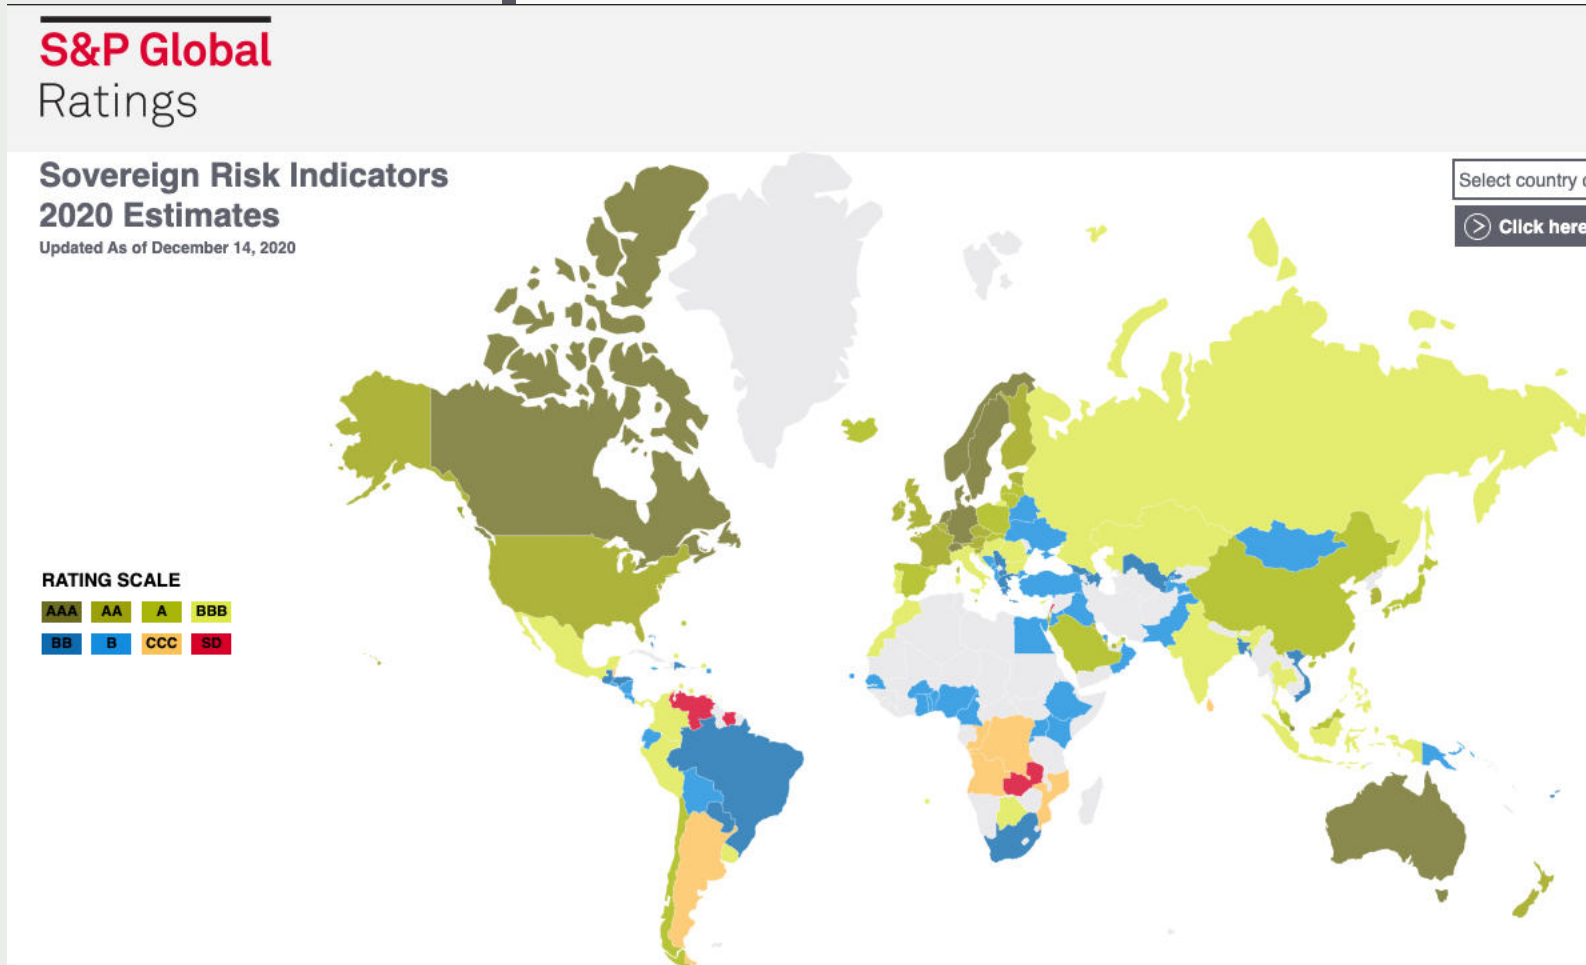 S&P Global
Ratings
Sovereign Risk Indicators
2020 Estimates
Updated As of December 14, 2020
Select country
Click here
RATING SCALE
AAA AA A BBB
BB B CCC SD